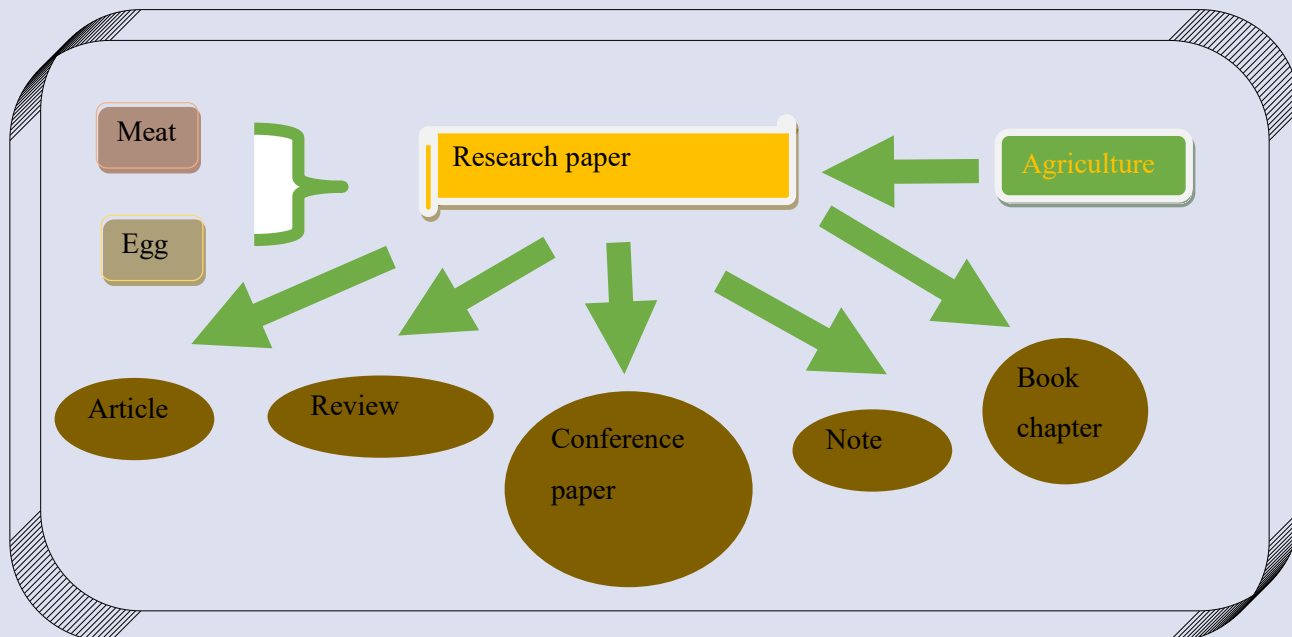 Meat
Research paper
Agriculture
Egg
Article
Review
Conference
paper
Note
Book
chapter